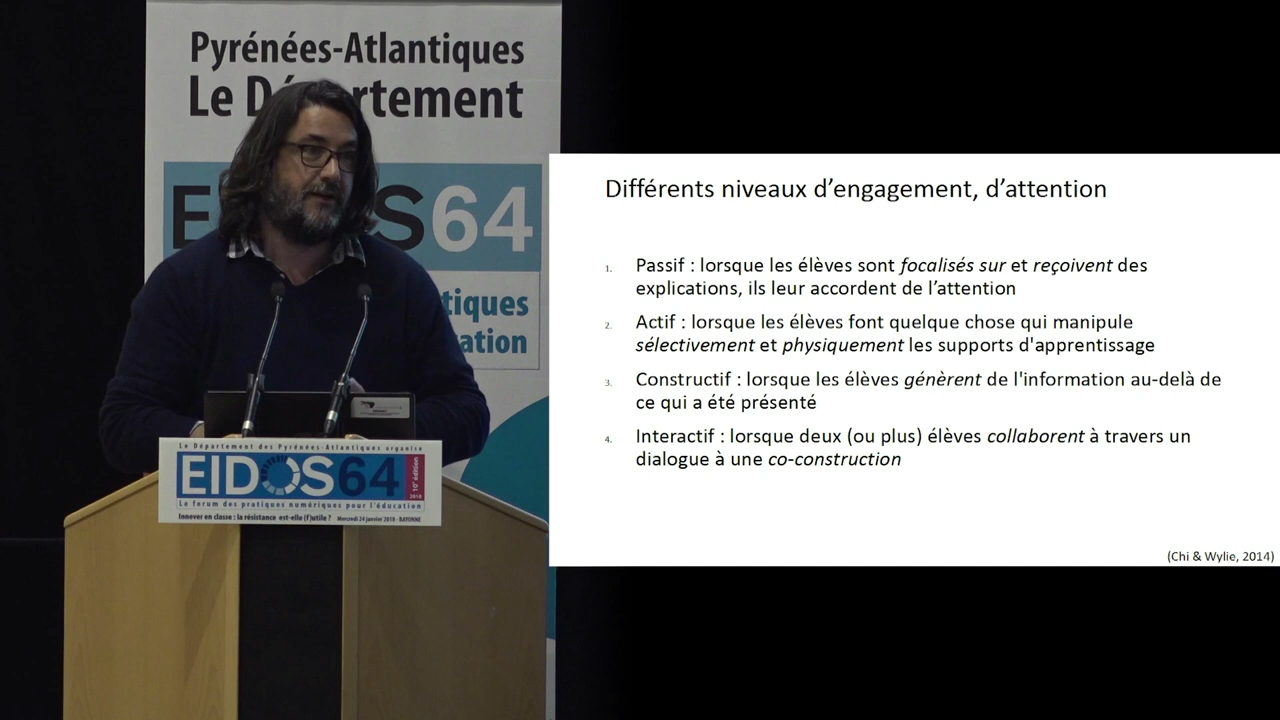 Pyrénées-Atlantiques
Le D rtement
E S64
tiques
ation
Le Département des Pyrénées-Atlantiques organise
EIDOS64
10e édition
2018
Le forum des pratiques numériques pour l'éducation
Innover en classe : la résistance est-elle (f)utile ? Mercredi 24 janvier 2018 - BAYONNE
Différents niveaux d’engagement, d’attention
1. Passif : lorsque les élèves sont focalisés sur et reçoivent des
explications, ils leur accordent de l’attention
2. Actif : lorsque les élèves font quelque chose qui manipule
sélectivement et physiquement les supports d'apprentissage
3. Constructif : lorsque les élèves génèrent de l'information au-delà de
ce qui a été présenté
4. Interactif : lorsque deux (ou plus) élèves collaborent à travers un
dialogue à une co-construction
(Chi & Wylie, 2014)